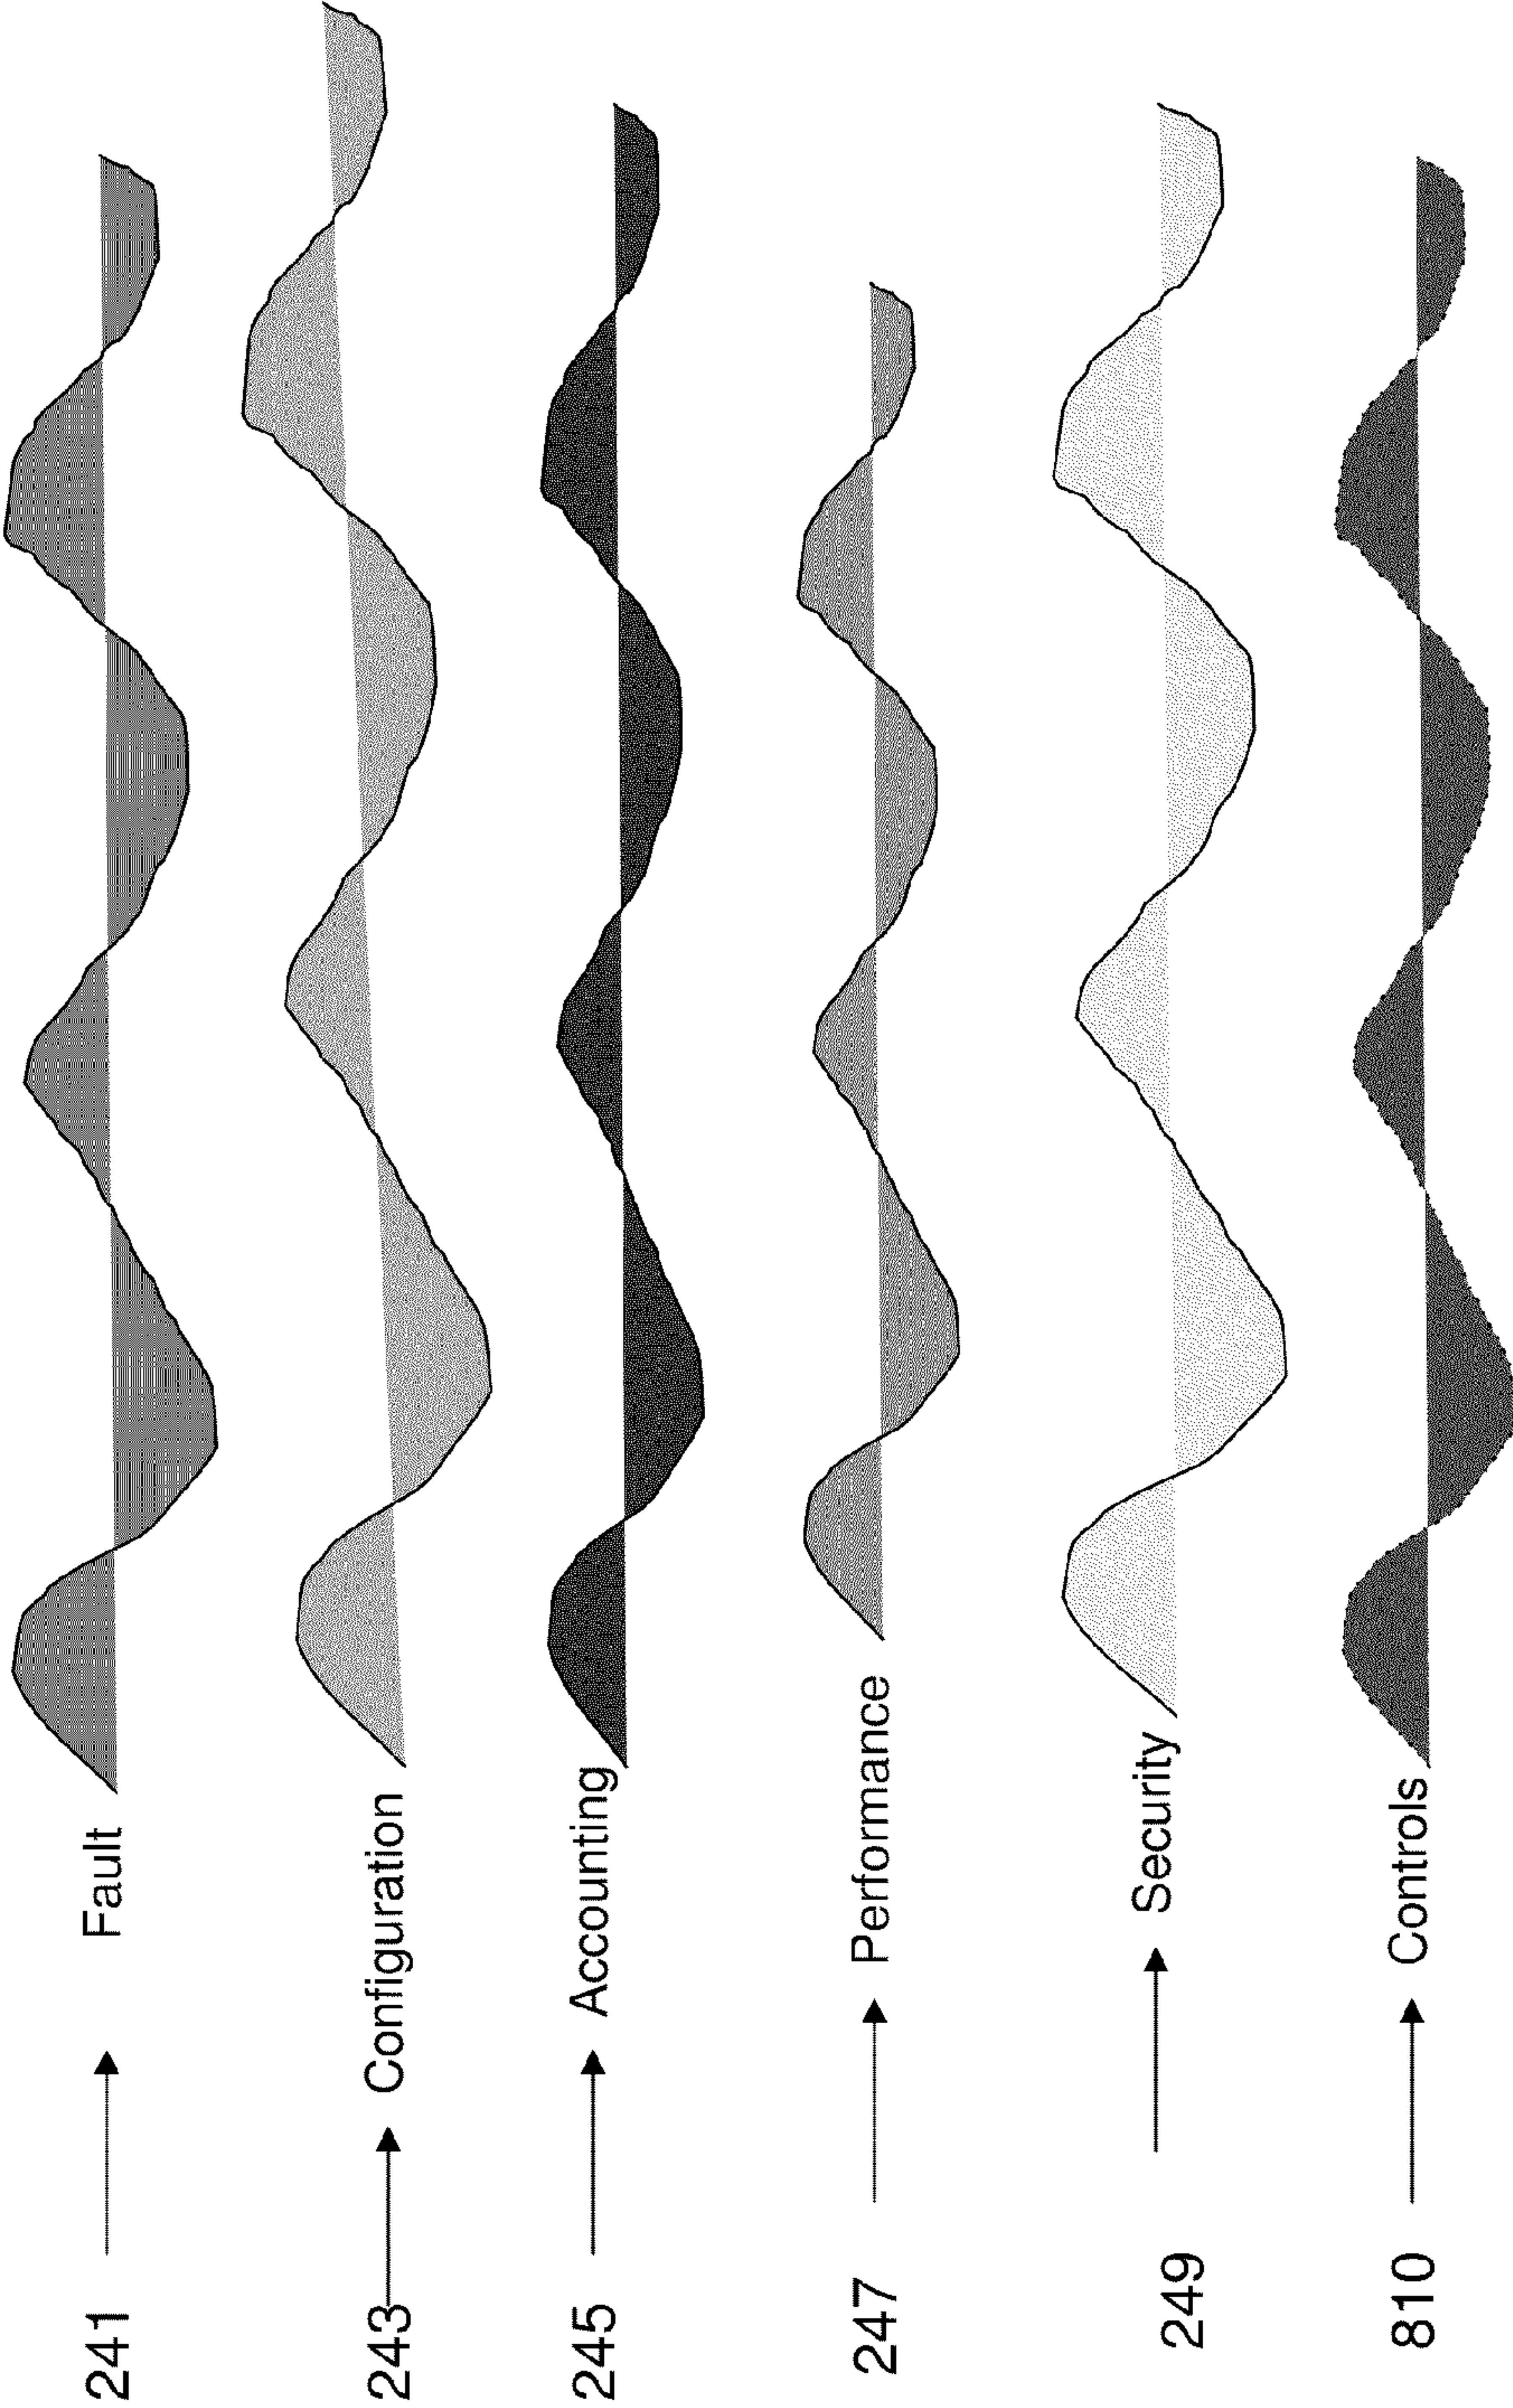 241 Fault
243 Configuration
245 Accounting
247 Performance
249 Security
810 Controls